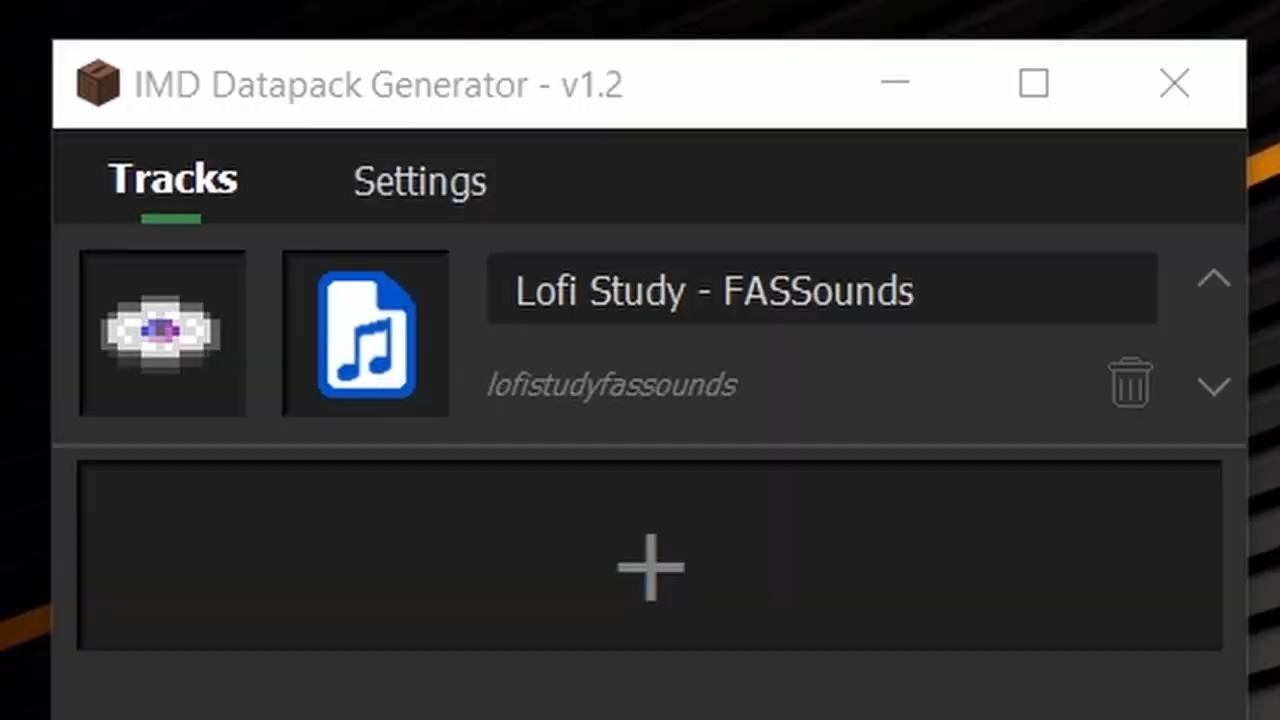 IMD Datapack Generator - v1.2
Tracks Settings
Lofi Study - FASSounds
lofistudyfassounds